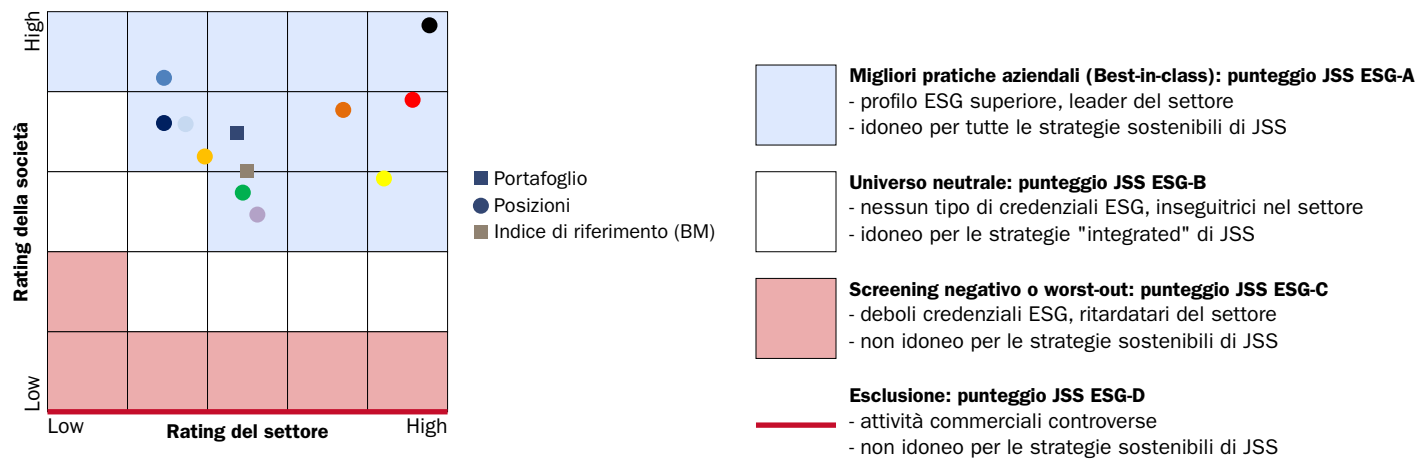 High
Rating della società
Low
Low
Rating del settore
High
Portafoglio
Posizioni
Indice di riferimento (BM)
Migliori pratiche aziendali (Best-in-class): punteggio JSS ESG-A
- profilo ESG superiore, leader del settore
- idoneo per tutte le strategie sostenibili di JSS
Universo neutrale: punteggio JSS ESG-B
- nessun tipo di credenziali ESG, inseguitrici nel settore
- idoneo per le strategie "integrated" di JSS
Screening negativo o worst-out: punteggio JSS ESG-C
- deboli credenziali ESG, ritardatari del settore
- non idoneo per le strategie sostenibili di JSS
Esclusione: punteggio JSS ESG-D
- attività commerciali controverse
- non idoneo per le strategie sostenibili di JSS